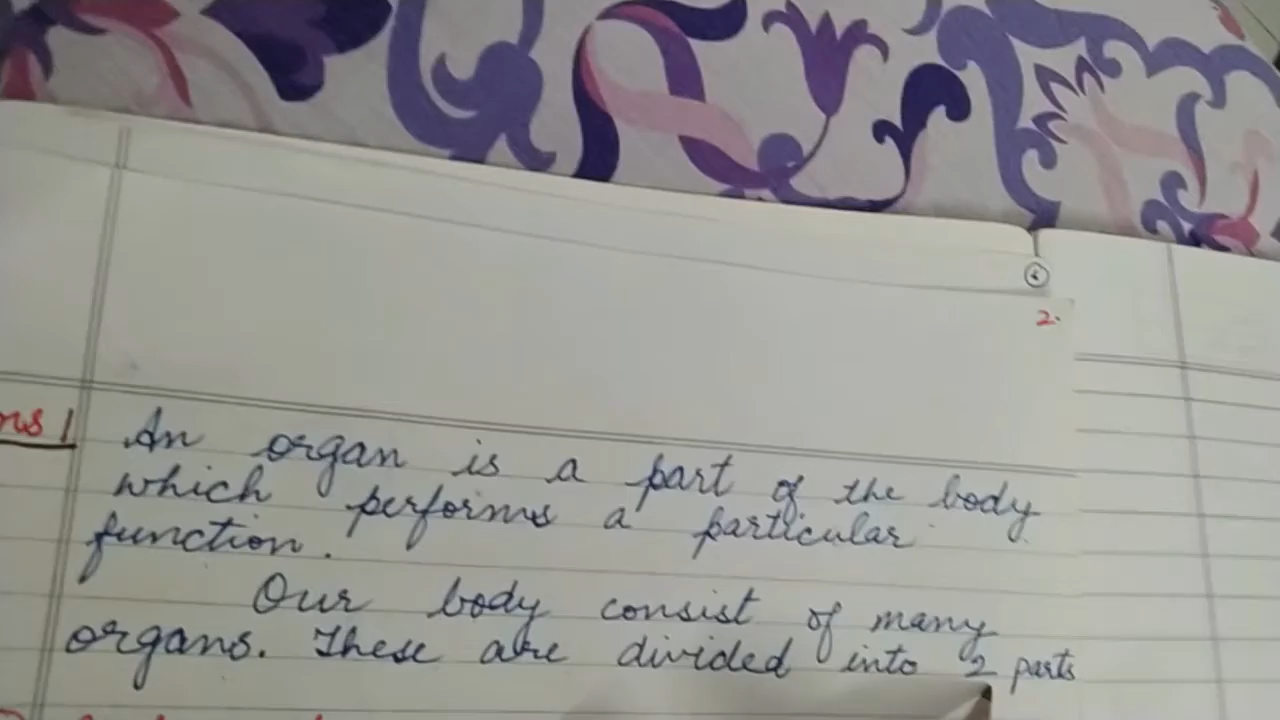 2.
Ans 1 An organ is a part of the body
which performs a particular
function.
Our body consist of many
organs. These are divided into 2 parts